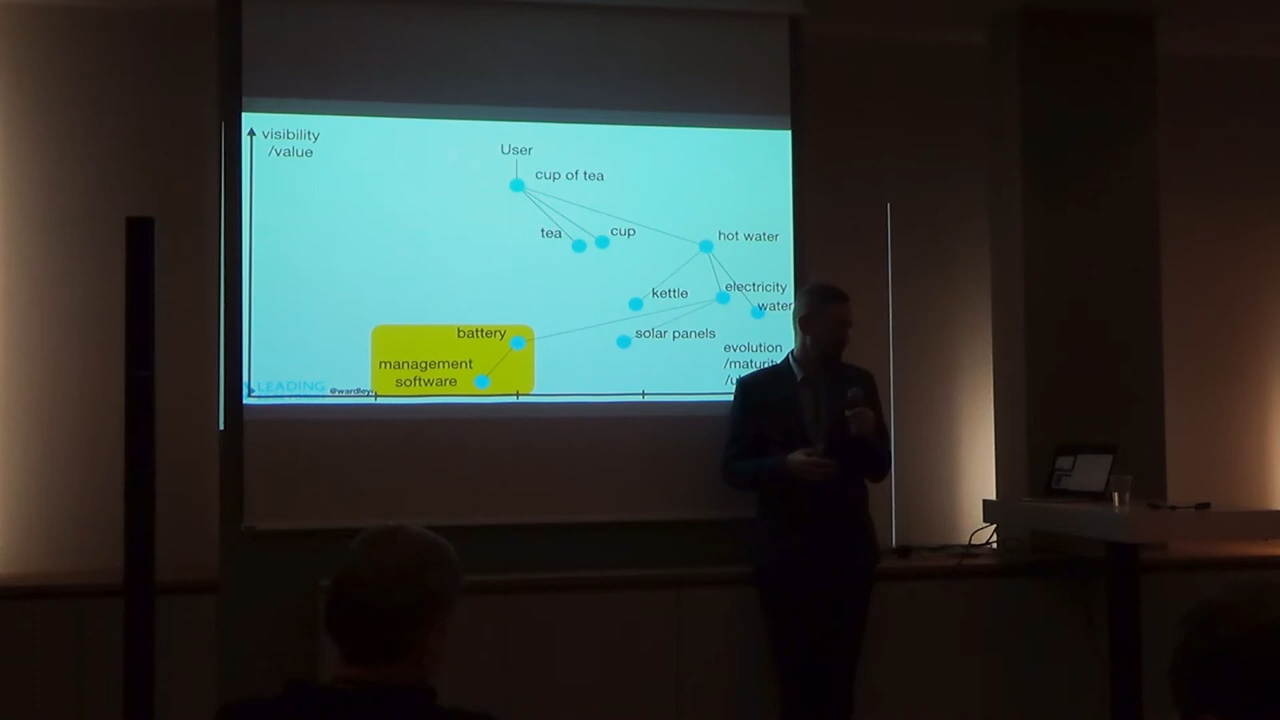 visibility
/value
User
cup of tea
tea
cup
hot water
kettle
electricity
water
battery
solar panels
management
software
evolution
LEADING